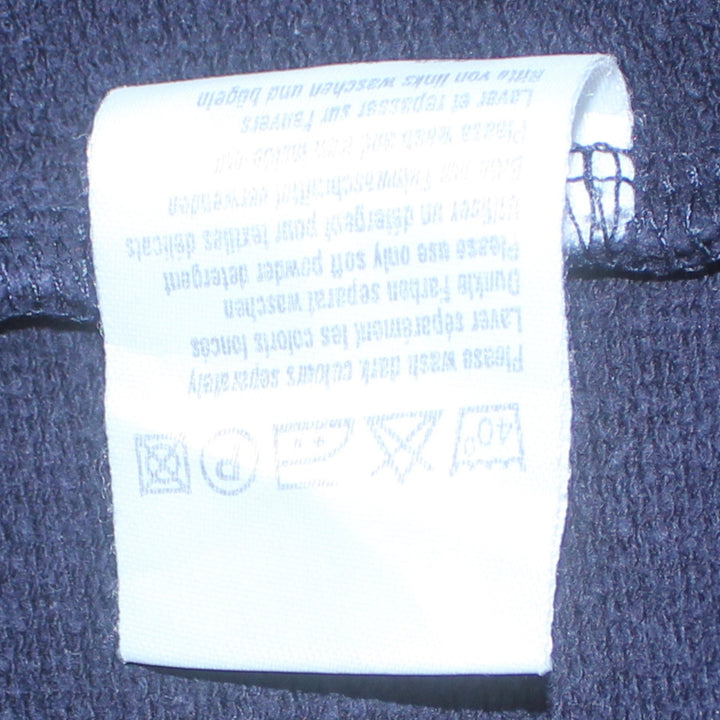 40°
P
Please wash dark colours separately
Laver séparément les coloris foncés
Dunkle Farben separat waschen
Please use only soft powder detergent
Utiliser un détergeof pour textiles délicats
Bitte nur Feinwaschmittel verwenden
Please wash and iron inside-out
Laver et repasser sur l'envers
Bitte von links waschen und bügeln